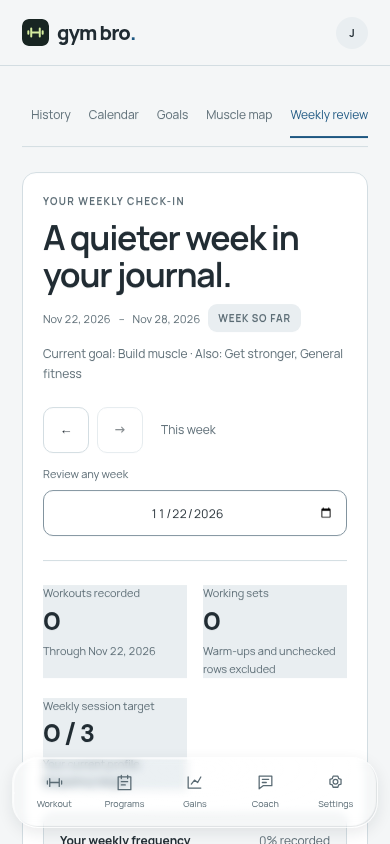 gym bro.
J
History Calendar Goals Muscle map Weekly review
YOUR WEEKLY CHECK-IN
A quieter week in
your journal.
Nov 22, 2026 – Nov 28, 2026 WEEK SO FAR
Current goal: Build muscle · Also: Get stronger, General
fitness
← → This week
Review any week
11/22/2026
Workouts recorded
0
Through Nov 22, 2026
Working sets
0
Warm-ups and unchecked
rows excluded
Weekly session target
0 / 3
Workout Programs Gains Coach Settings
Your weekly frequency 0% recorded